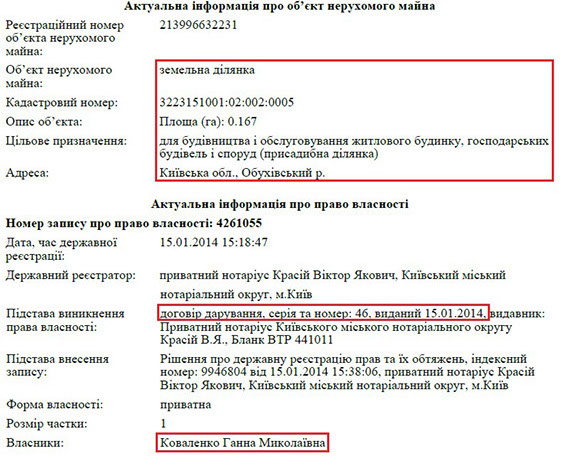 Актуальна інформація про об’єкт нерухомого майна
Реєстраційний номер об’єкта нерухомого майна: 213996632231
Об’єкт нерухомого майна: земельна ділянка
Кадастровий номер: 3223151001:02:002:0005
Опис об’єкта: Площа (га): 0.167
Цільове призначення: для будівництва і обслуговування житлового будинку, господарських
будівель і споруд (присадибна ділянка)
Адреса: Київська обл., Обухівський р.
Актуальна інформація про право власності
Номер запису про право власності: 4261055
Дата, час державної реєстрації: 15.01.2014 15:18:47
Державний реєстратор: приватний нотаріус Красій Віктор Якович, Київський міський
нотаріальний округ, м.Київ
Підстава виникнення права власності: договір дарування, серія та номер: 46, виданий 15.01.2014, видавник:
Приватний нотаріус Київського міського нотаріального округу
Красій В.Я., Бланк ВТР 441011
Підстава внесення запису: Рішення про державну реєстрацію прав та їх обтяжень, індексний
номер: 9946804 від 15.01.2014 15:38:06, приватний нотаріус Красій
Віктор Якович, Київський міський нотаріальний округ, м.Київ
Форма власності: приватна
Розмір частки: 1
Власники: Коваленко Ганна Миколаївна